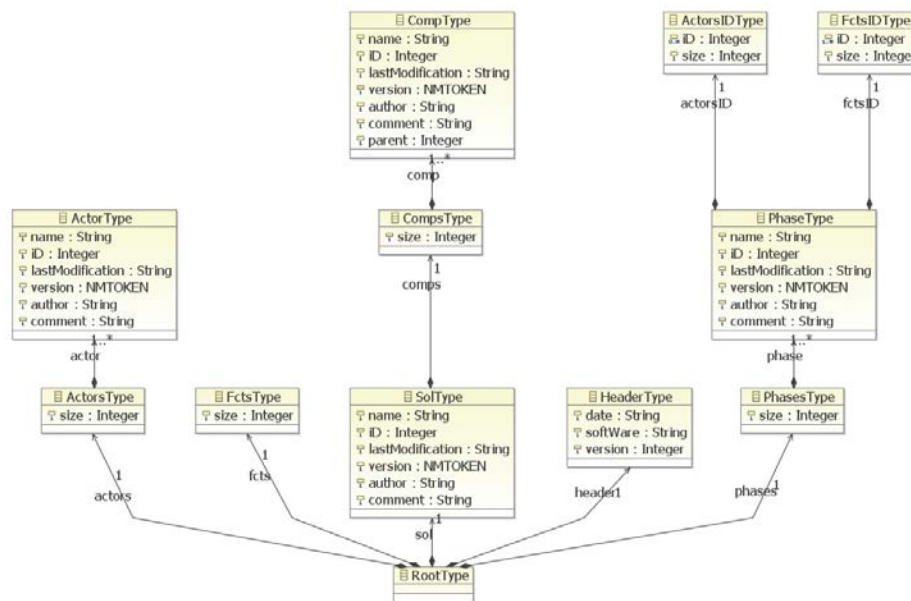 CompType
name : String
iD : Integer
lastModification : String
version : NMTOKEN
author : String
comment : String
parent : Integer
ActorsIDType
iD : Integer
size : Integer
FctsIDType
iD : Integer
size : Integer
1
actorsID
1
fctsID
1..*
comp
ActorType
name : String
iD : Integer
lastModification : String
version : NMTOKEN
author : String
comment : String
CompsType
size : Integer
PhaseType
name : String
iD : Integer
lastModification : String
version : NMTOKEN
author : String
comment : String
1
comps
1..*
actor
1..*
phase
ActorsType
size : Integer
FctsType
size : Integer
SolType
name : String
iD : Integer
lastModification : String
version : NMTOKEN
author : String
comment : String
HeaderType
date : String
softWare : String
version : Integer
PhasesType
size : Integer
1
actors
1
fcts
1
sol
header1
phases1
RootType